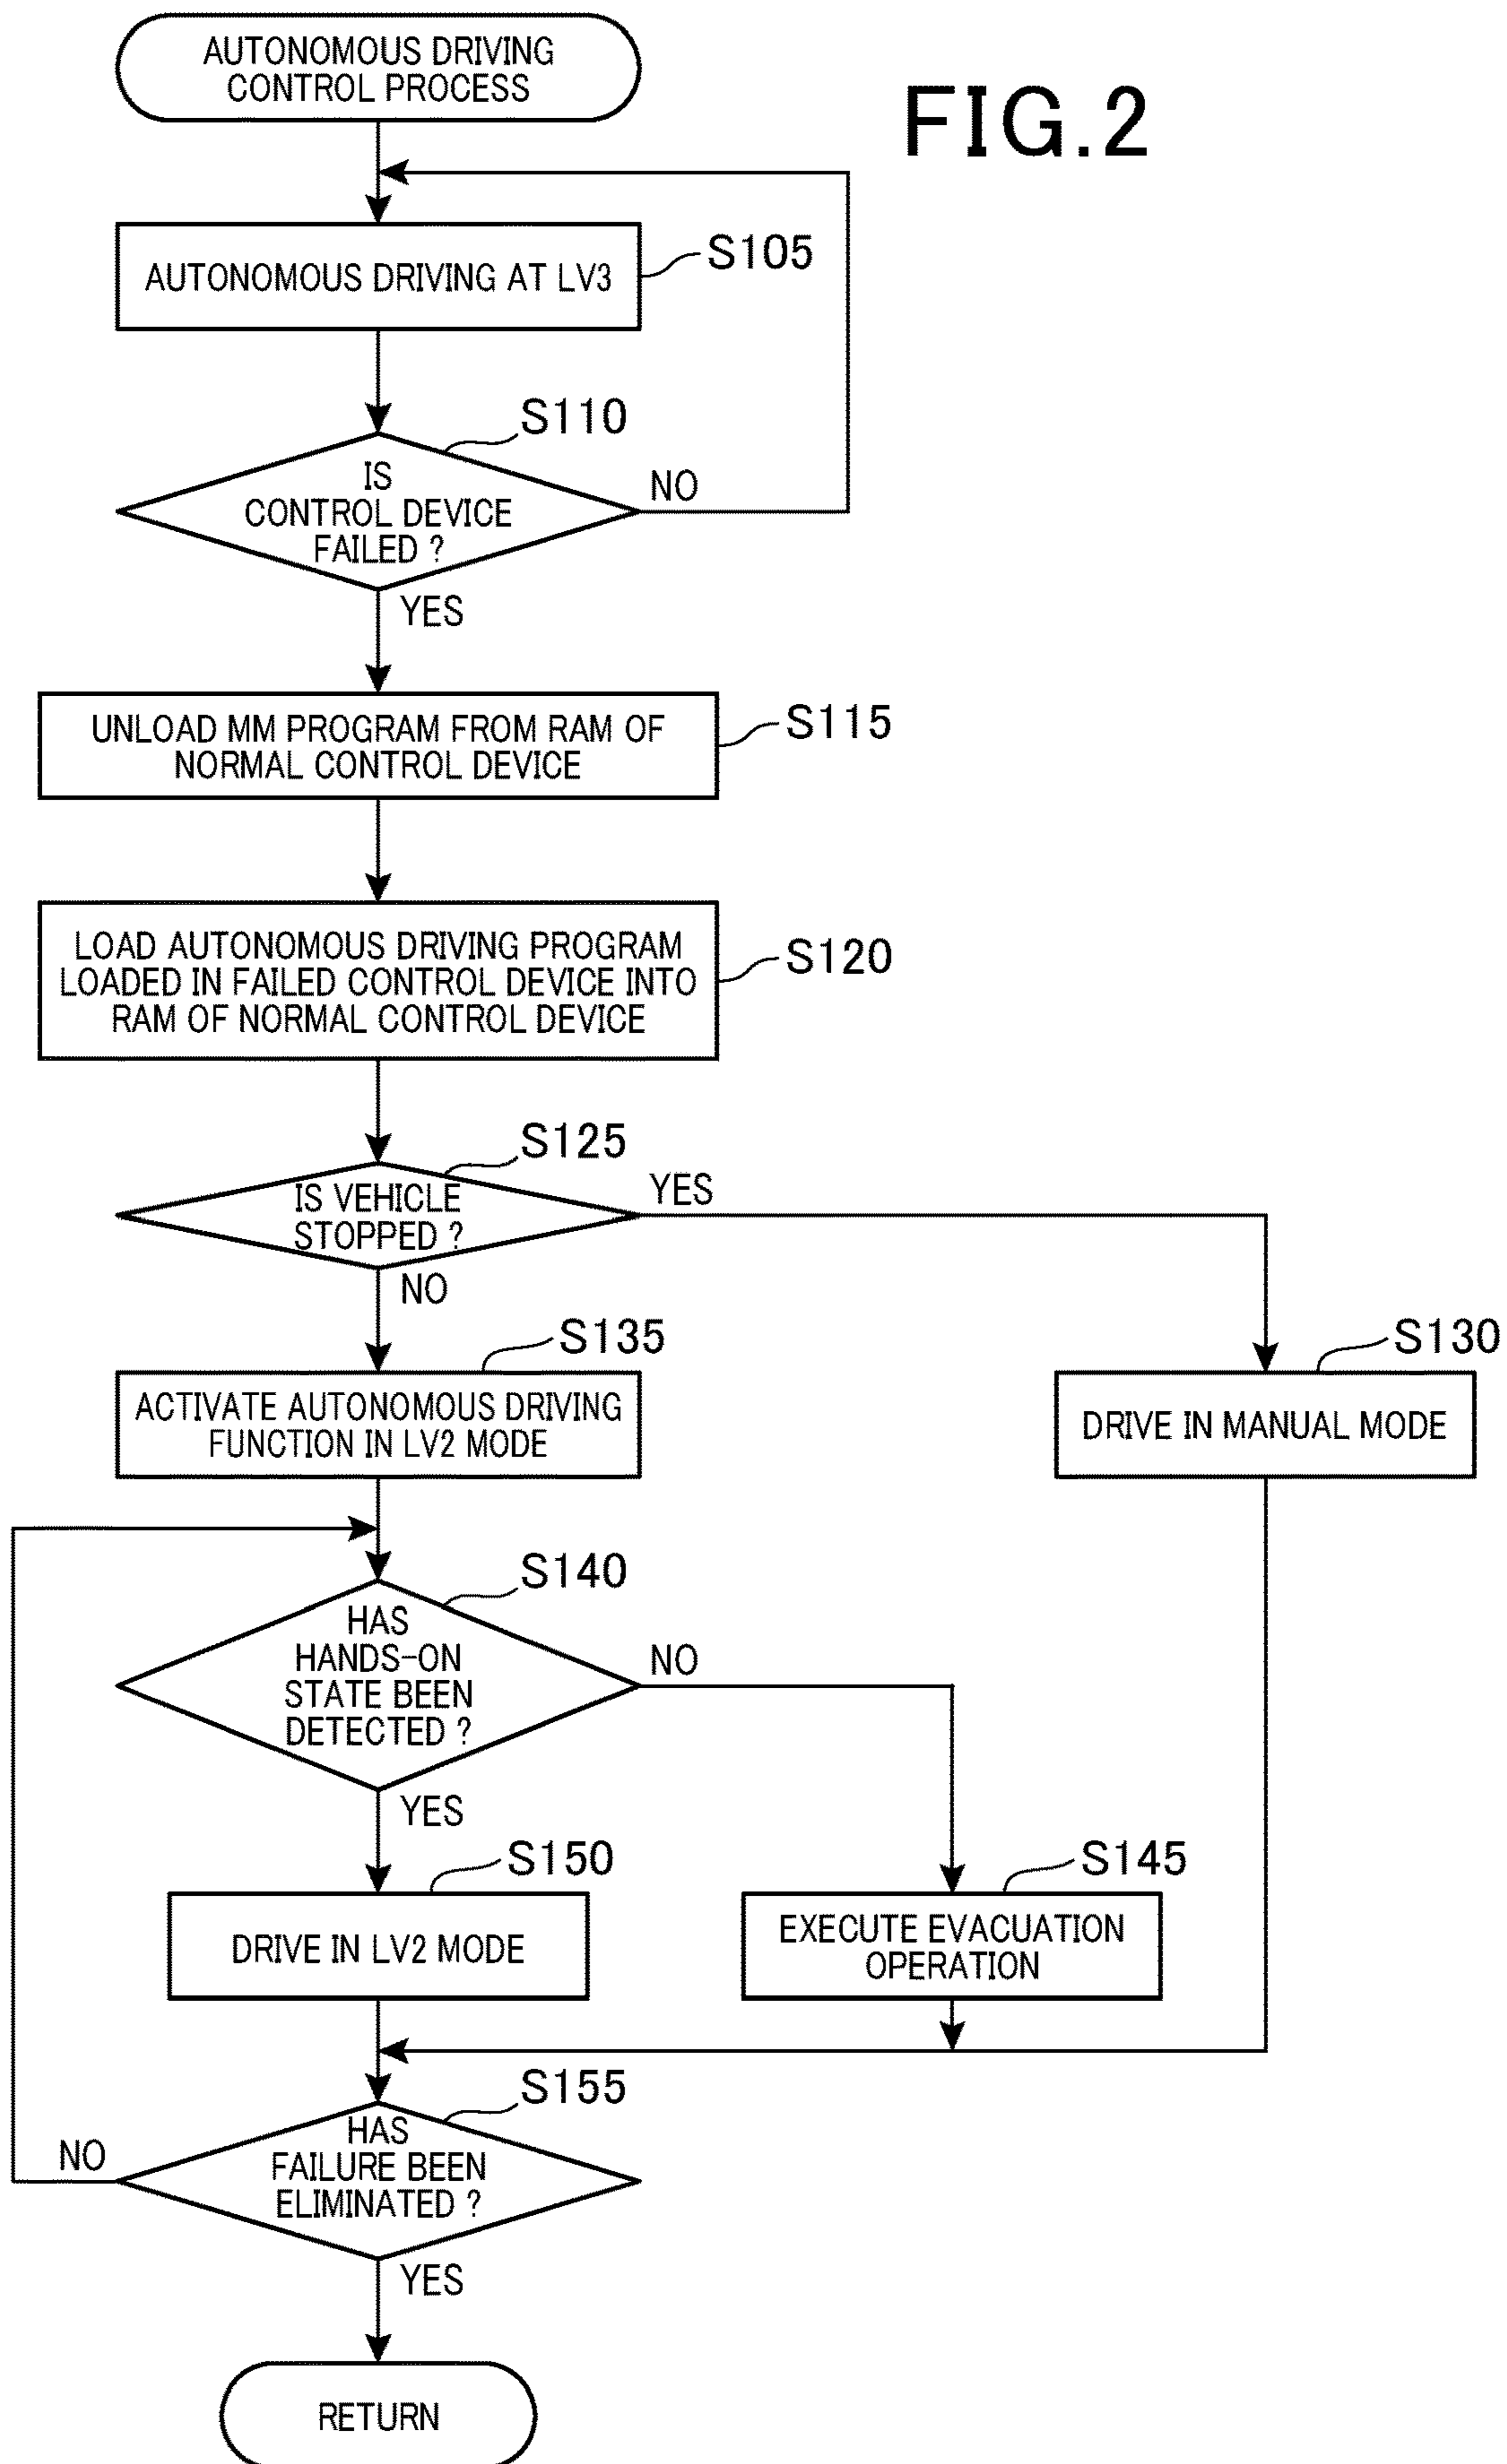 AUTONOMOUS DRIVING
CONTROL PROCESS
FIG.2
AUTONOMOUS DRIVING AT LV3
S105
S110
IS
CONTROL DEVICE
FAILED ?
NO
YES
UNLOAD MM PROGRAM FROM RAM OF
NORMAL CONTROL DEVICE
S115
LOAD AUTONOMOUS DRIVING PROGRAM
LOADED IN FAILED CONTROL DEVICE INTO
RAM OF NORMAL CONTROL DEVICE
S120
S125
IS VEHICLE
STOPPED ?
YES
NO
S135
ACTIVATE AUTONOMOUS DRIVING
FUNCTION IN LV2 MODE
S130
DRIVE IN MANUAL MODE
S140
HAS
HANDS-ON
STATE BEEN
DETECTED ?
NO
YES
S150
DRIVE IN LV2 MODE
S145
EXECUTE EVACUATION
OPERATION
S155
HAS
FAILURE BEEN
ELIMINATED ?
NO
YES
RETURN